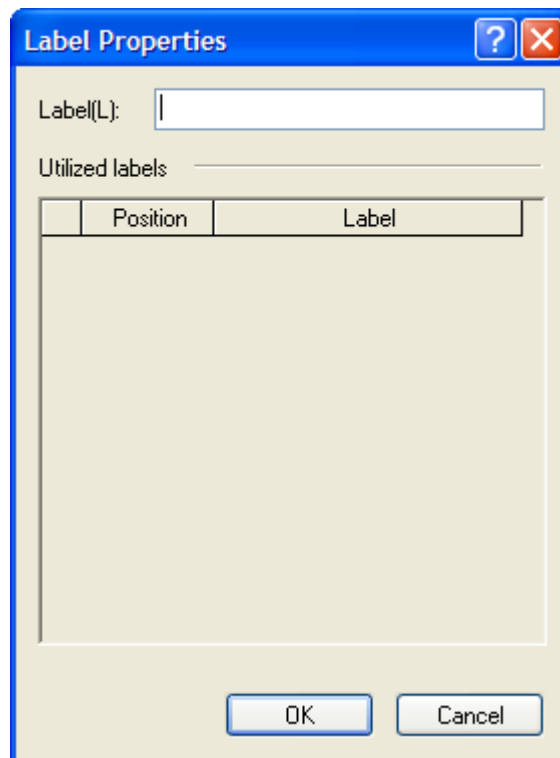 Label Properties
Label(L):
Utilized labels
Position Label
OK Cancel